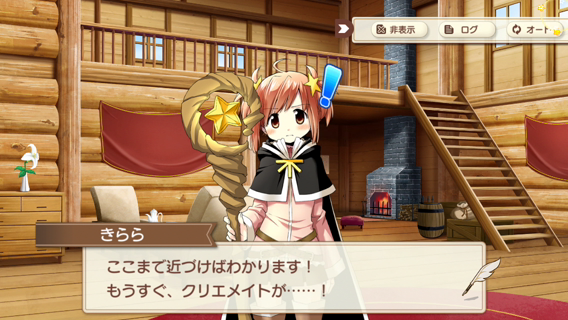 非表示
ログ
オート
きらら
ここまで近づけばわかります！
もうすぐ、クリエメイトが……！